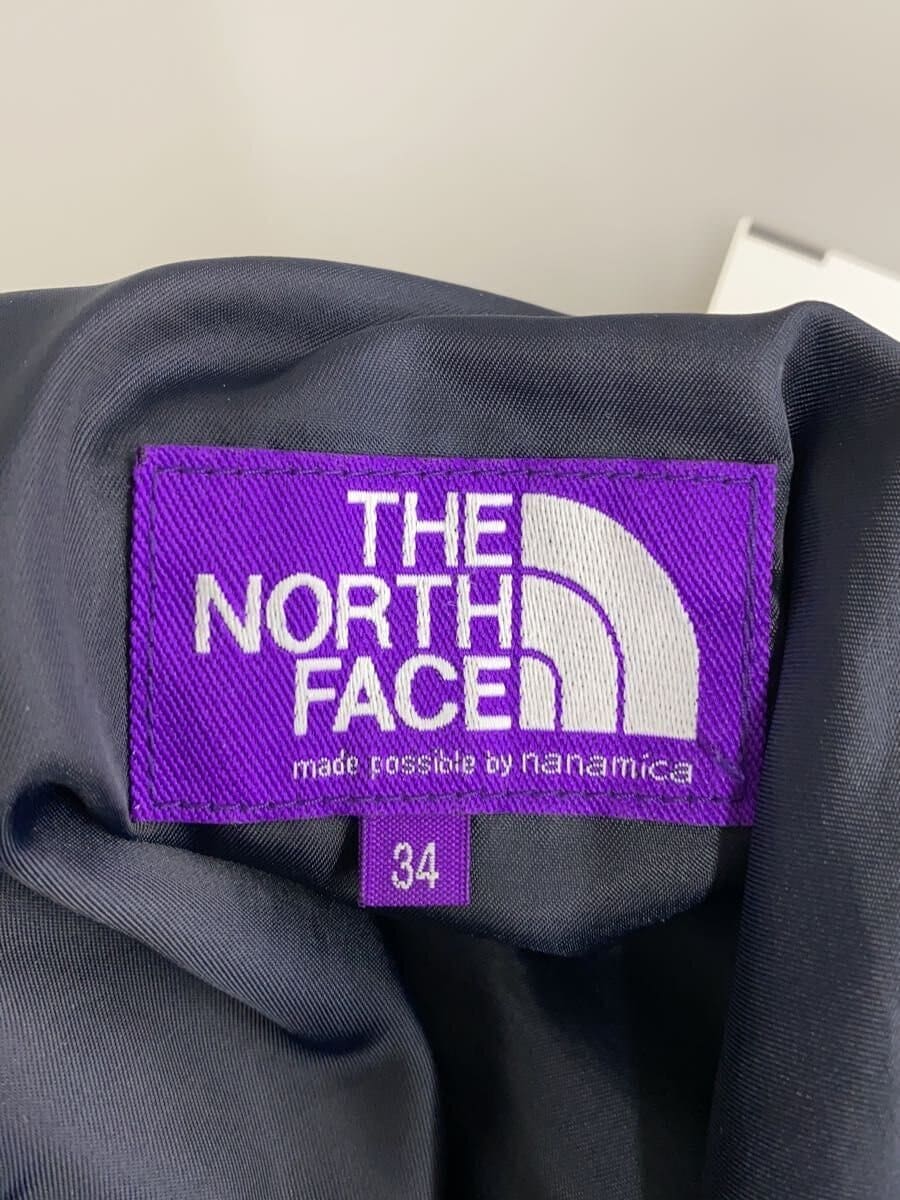 THE
NORTH
FACE
made possible by nanamica
34